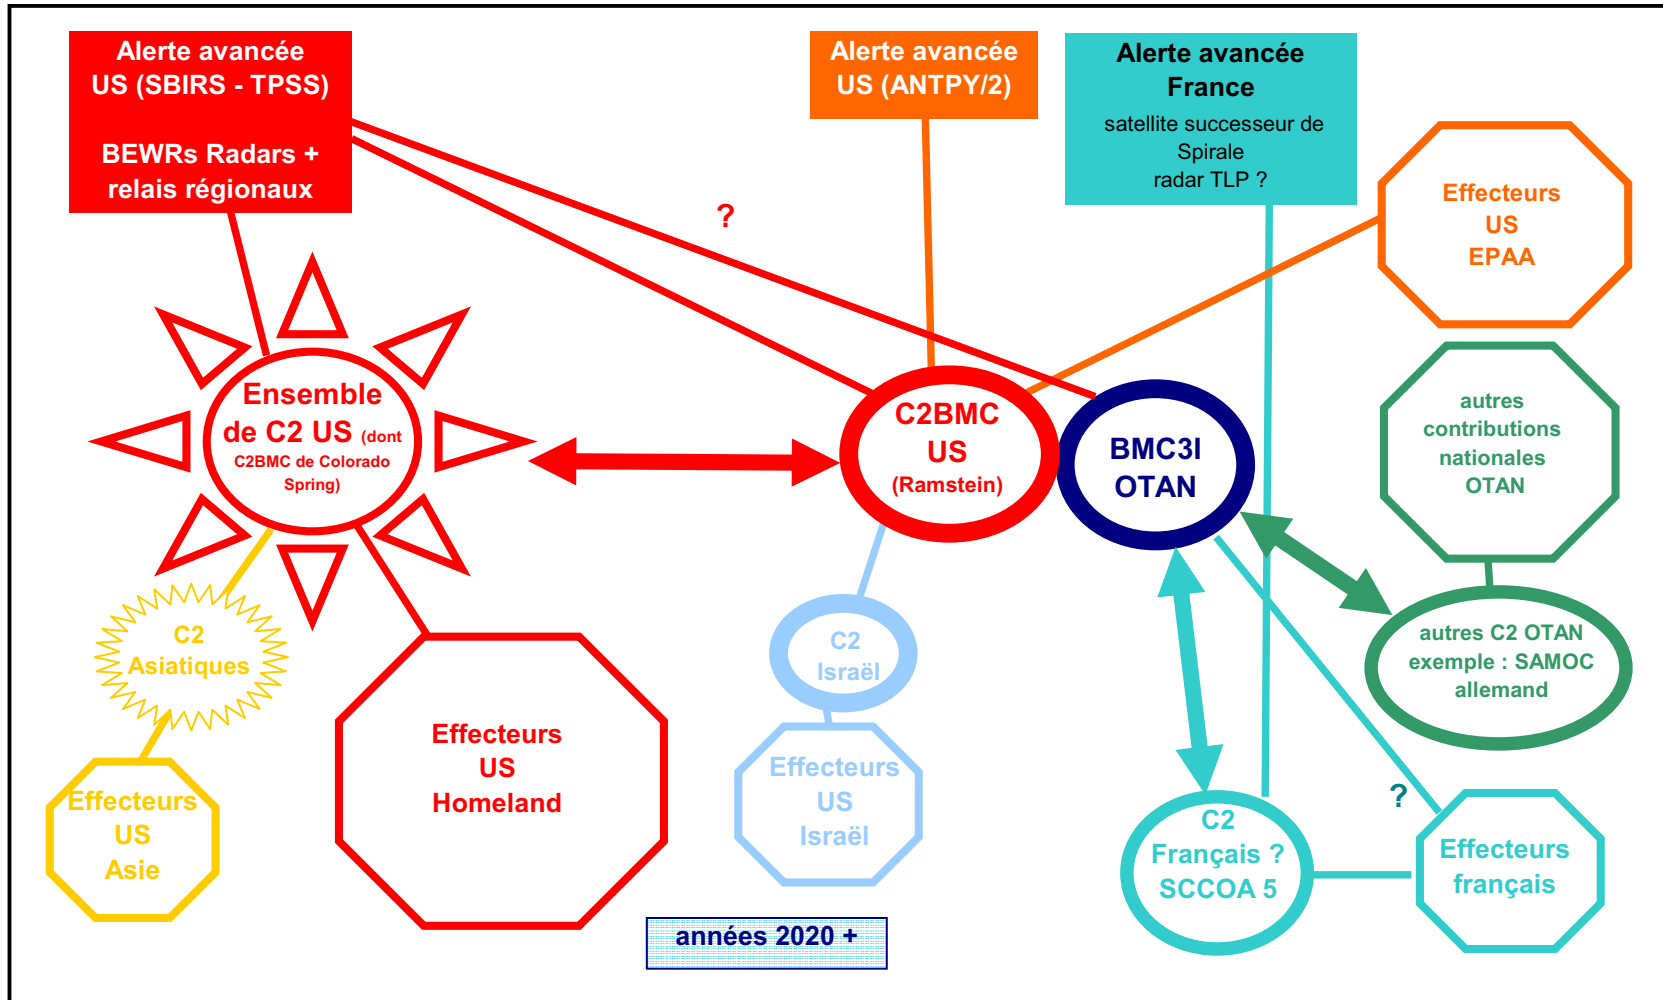 Alerte avancée
US (SBIRS - TPSS)
BEWRs Radars +
relais régionaux
Alerte avancée
US (ANTPY/2)
Alerte avancée
France
satellite successeur de
Spirale
radar TLP ?
Effecteurs
US
EPAA
?
Ensemble
de C2 US (dont
C2BMC de Colorado
Spring)
C2BMC
US
(Ramstein)
BMC3I
OTAN
autres
contributions
nationales
OTAN
C2
Asiatiques
C2
Israël
autres C2 OTAN
exemple : SAMOC
allemand
Effecteurs
US
Asie
Effecteurs
US
Homeland
Effecteurs
US
Israël
?
C2
Français ?
SCCOA 5
Effecteurs
français
années 2020 +